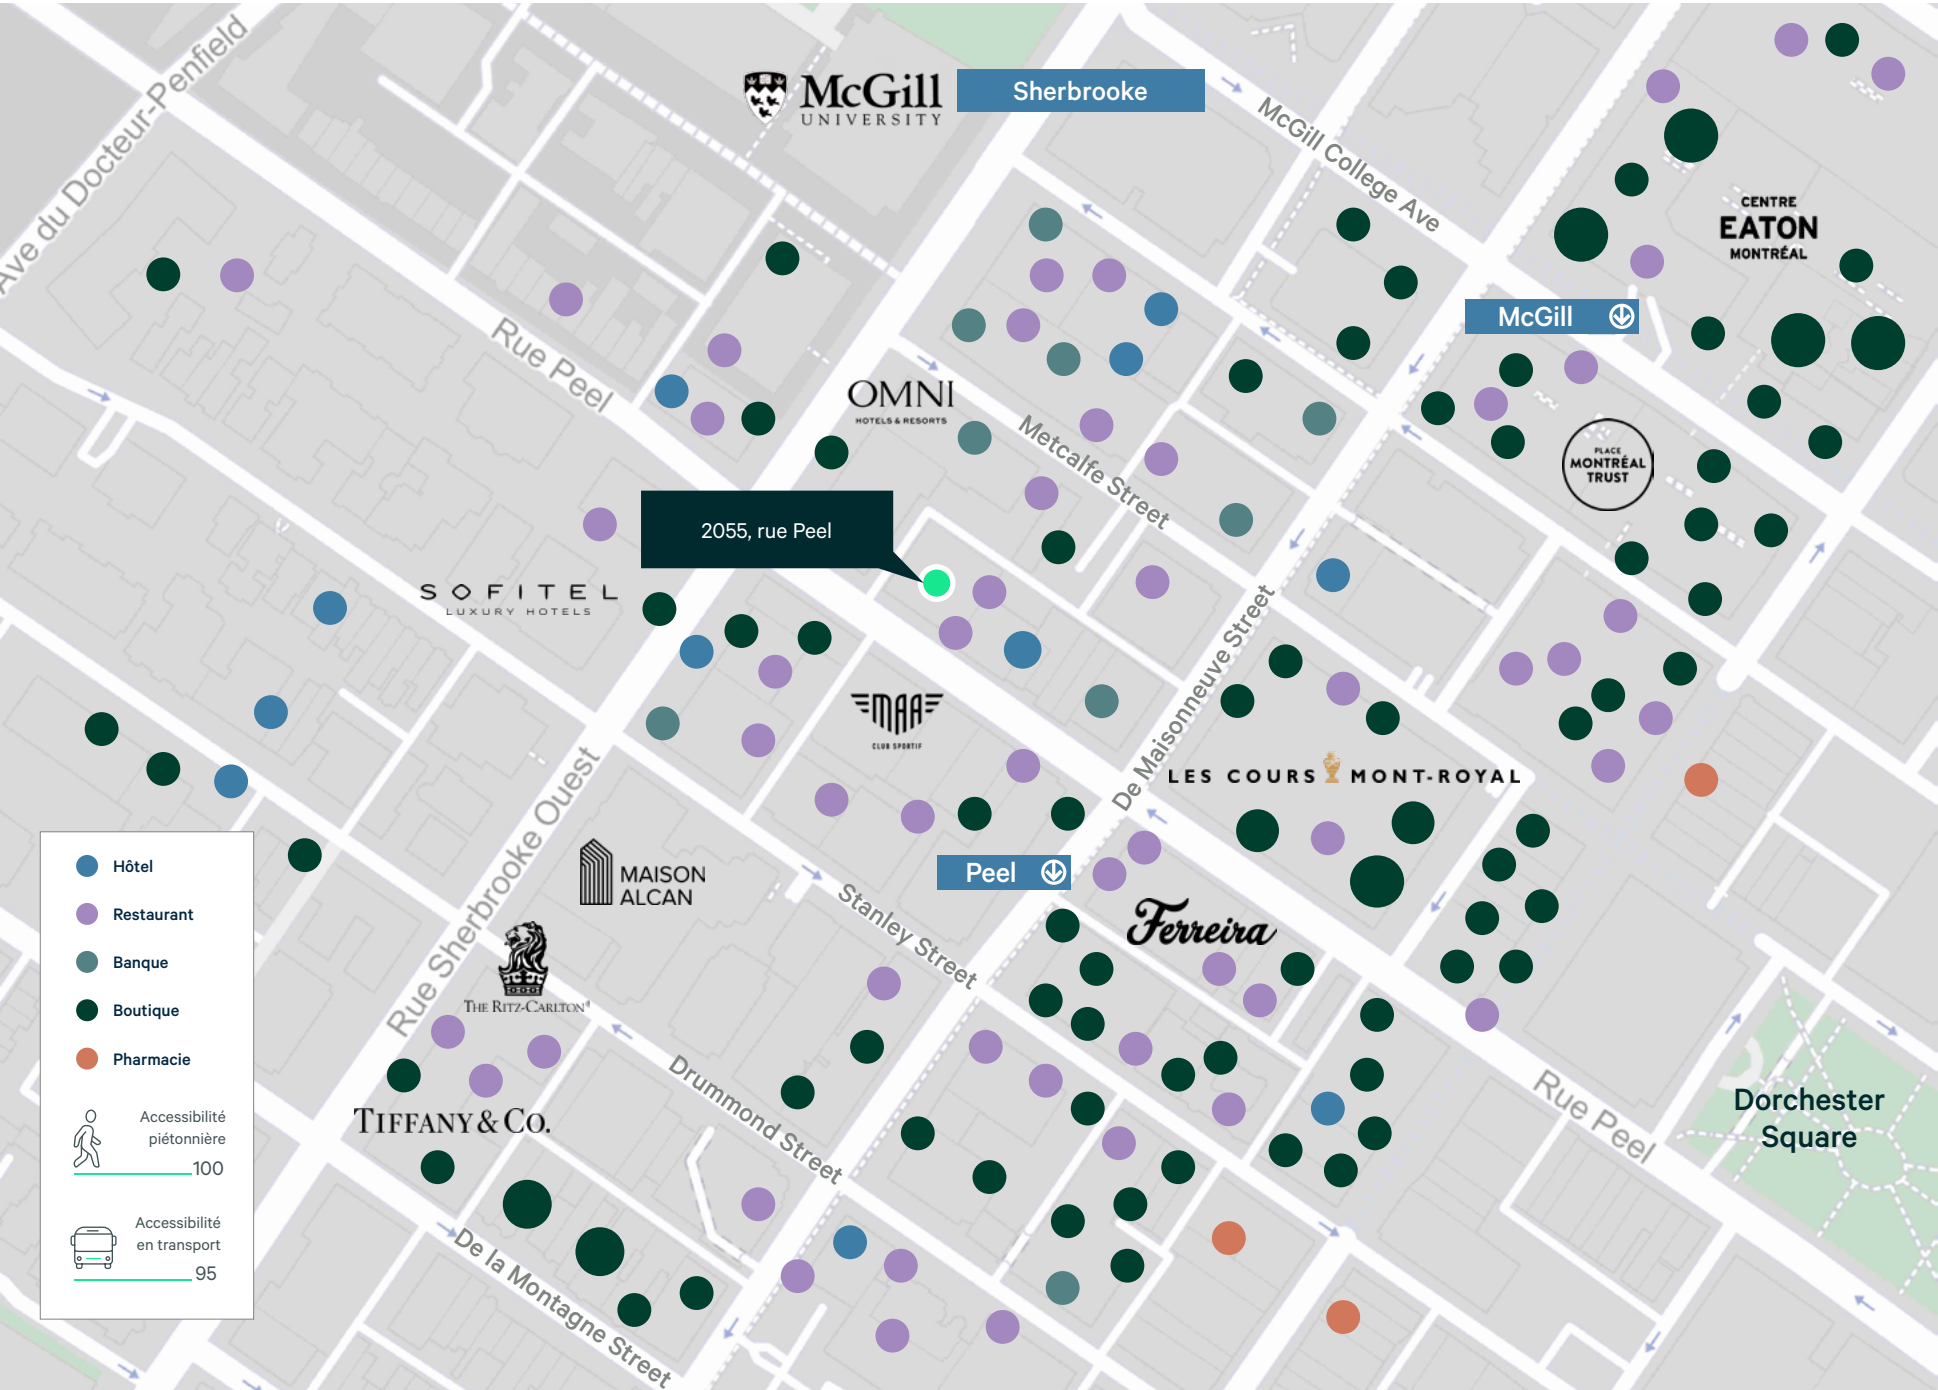 Ave du Docteur-Penfield
McGill
UNIVERSITY
Sherbrooke
McGill College Ave
CENTRE
EATON
MONTRÉAL
McGill
Rue Peel
OMNI
HOTELS & RESORTS
Metcalfe Street
PLACE
MONTRÉAL
TRUST
2055, rue Peel
SOFITEL
LUXURY HOTELS
De Maisonneuve Street
MAA
CLUB SPORTIF
LES COURS MONT-ROYAL
Rue Sherbrooke Ouest
MAISON
ALCAN
Peel
Stanley Street
Ferreira
THE RITZ-CARLTON®
Drummond Street
TIFFANY & CO.
Rue Peel
Dorchester
Square
De la Montagne Street
Hôtel
Restaurant
Banque
Boutique
Pharmacie
Accessibilité
piétonnière
100
Accessibilité
en transport
95